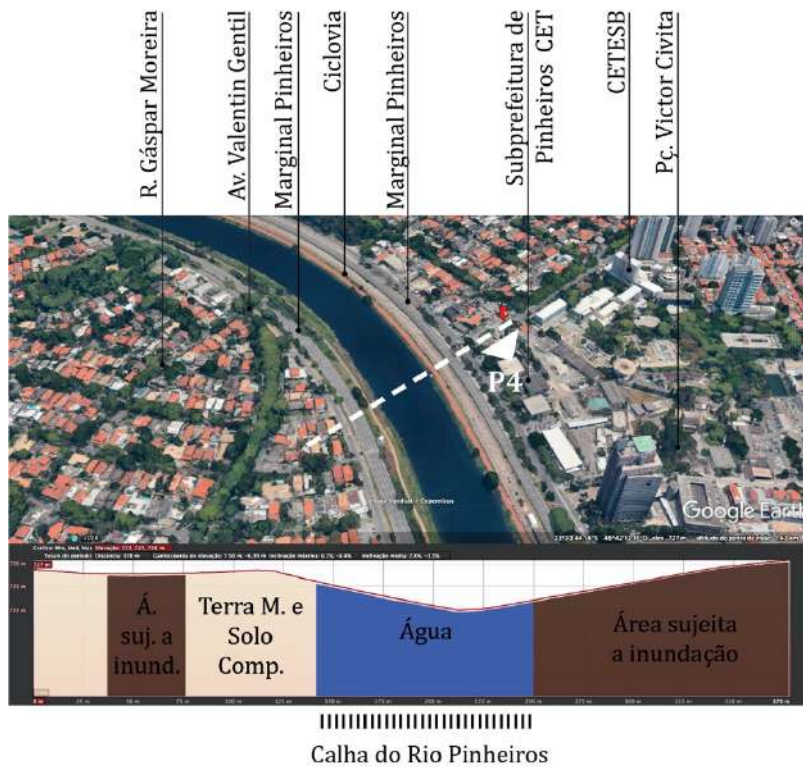 R. Gáspar Moreira
Av. Valentin Gentil
Marginal Pinheiros
Ciclovia
Marginal Pinheiros
Subprefeitura de
Pinheiros CET
CETESB
Pç. Victor Civita
P4
Google Earth
Á.
suj. a
inund.
Terra M. e
Solo
Comp.
Água
Área sujeita
a inundação
Calha do Rio Pinheiros